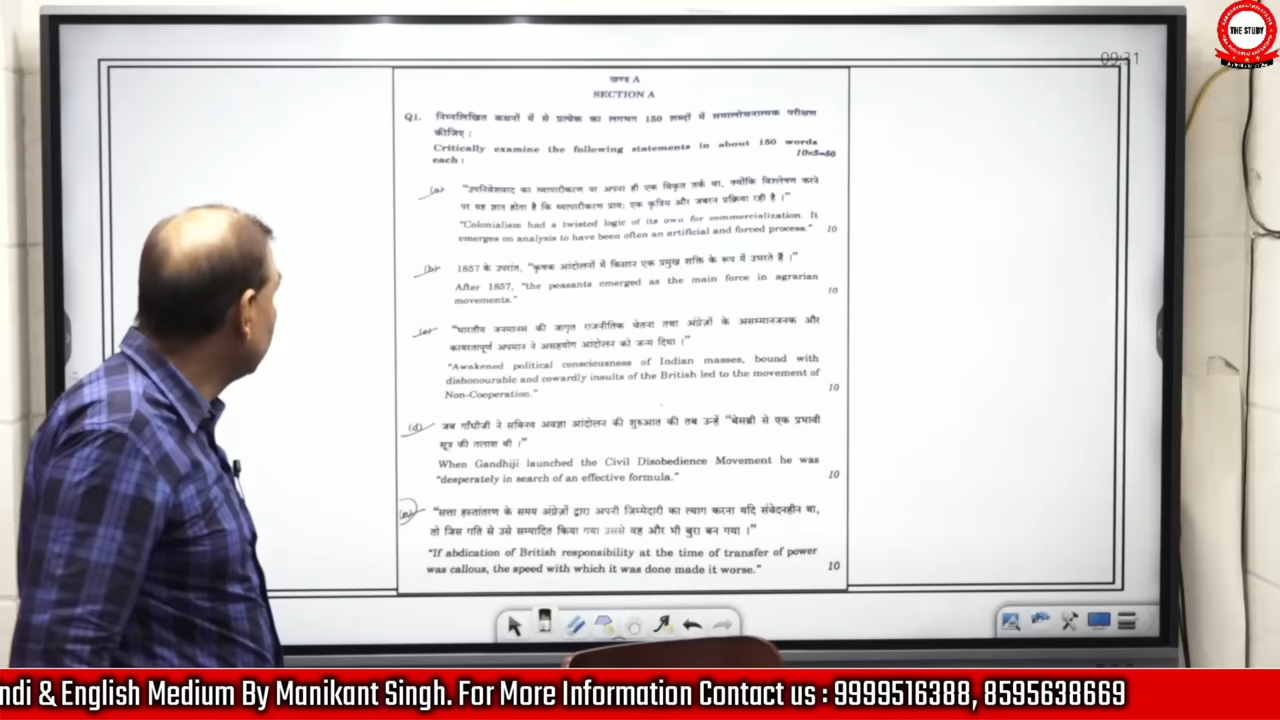 THE STUDY
09:31
खण्ड A
SECTION A
Q1. निम्नलिखित कथनों में से प्रत्येक का लगभग 150 शब्दों में समालोचनात्मक परीक्षण
कीजिए :
Critically examine the following statements in about 150 words
each : 10×5=50
(a) "उपनिवेशवाद का व्यापारीकरण पर अपना ही एक विकृत तर्क था, क्योंकि विश्लेषण करने
पर यह ज्ञात होता है कि व्यापारीकरण प्रायः एक कृत्रिम और जबरन प्रक्रिया रही है ।"
"Colonialism had a twisted logic of its own for commercialization. It
emerges on analysis to have been often an artificial and forced process." 10
(b) 1857 के उपरांत, "कृषक आंदोलनों में किसान एक प्रमुख शक्ति के रूप में उभरते हैं ।"
After 1857, "the peasants emerged as the main force in agrarian
movements." 10
(c) "भारतीय जनमानस की जागृत राजनीतिक चेतना तथा अंग्रेज़ों के असम्मानजनक और
कायरतापूर्ण अपमान ने असहयोग आंदोलन को जन्म दिया ।"
"Awakened political consciousness of Indian masses, bound with
dishonourable and cowardly insults of the British led to the movement of
Non-Cooperation." 10
(d) जब गाँधीजी ने सविनय अवज्ञा आंदोलन की शुरुआत की तब उन्हें "बेसब्री से एक प्रभावी
सूत्र की तलाश थी ।"
When Gandhiji launched the Civil Disobedience Movement he was
"desperately in search of an effective formula." 10
(e) "सत्ता हस्तांतरण के समय अंग्रेज़ों द्वारा अपनी ज़िम्मेदारी का त्याग करना यदि संवेदनहीन था,
तो जिस गति से उसे सम्पादित किया गया उससे वह और भी बुरा बन गया ।"
"If abdication of British responsibility at the time of transfer of power
was callous, the speed with which it was done made it worse." 10
ndi & English Medium By Manikant Singh. For More Information Contact us : 9999516388, 8595638669